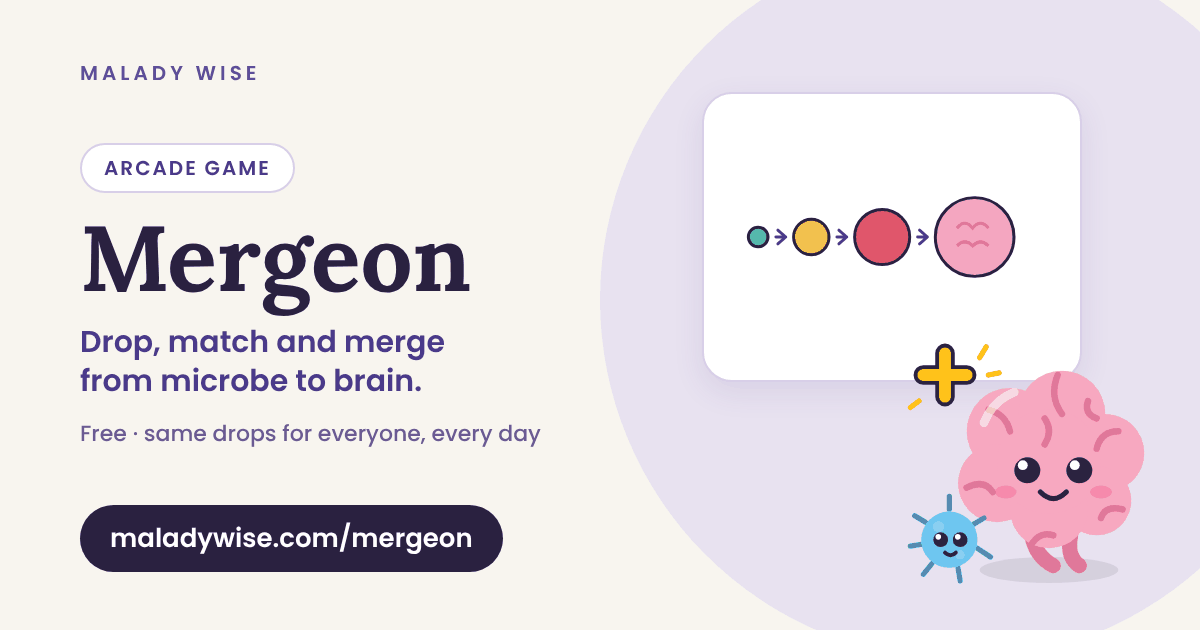 MALADY WISE
ARCADE GAME
Mergeon
Drop, match and merge
from microbe to brain.
Free · same drops for everyone, every day
maladywise.com/mergeon